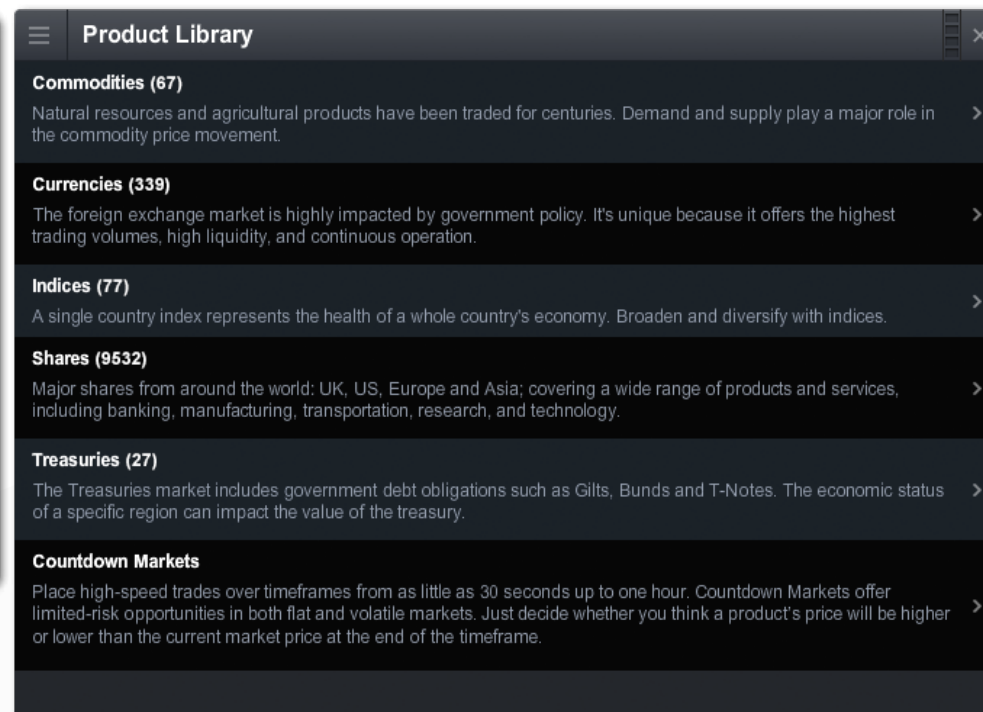 Product Library
Commodities (67)
Natural resources and agricultural products have been traded for centuries. Demand and supply play a major role in
the commodity price movement.
Currencies (339)
The foreign exchange market is highly impacted by government policy. It's unique because it offers the highest
trading volumes, high liquidity, and continuous operation.
Indices (77)
A single country index represents the health of a whole country's economy. Broaden and diversify with indices.
Shares (9532)
Major shares from around the world: UK, US, Europe and Asia; covering a wide range of products and services,
including banking, manufacturing, transportation, research, and technology.
Treasuries (27)
The Treasuries market includes government debt obligations such as Gilts, Bunds and T-Notes. The economic status
of a specific region can impact the value of the treasury.
Countdown Markets
Place high-speed trades over timeframes from as little as 30 seconds up to one hour. Countdown Markets offer
limited-risk opportunities in both flat and volatile markets. Just decide whether you think a product's price will be higher
or lower than the current market price at the end of the timeframe.